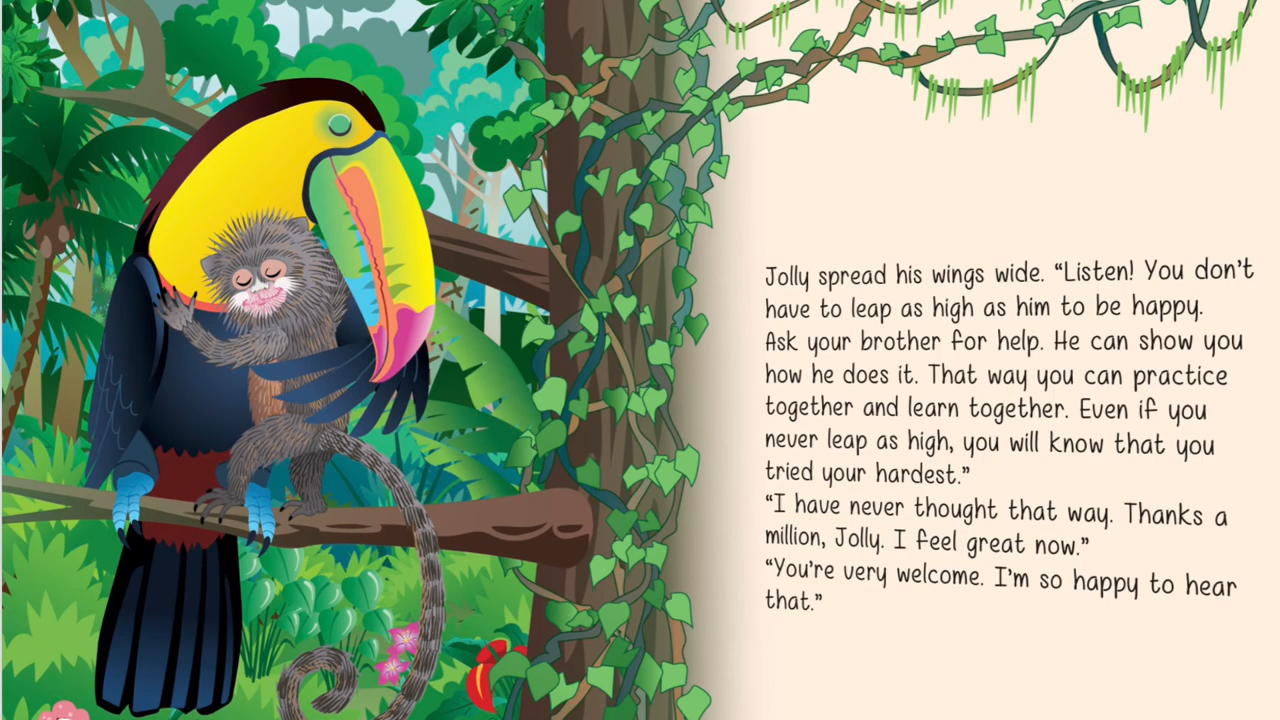 Jolly spread his wings wide. “Listen! You don’t
have to leap as high as him to be happy.
Ask your brother for help. He can show you
how he does it. That way you can practice
together and learn together. Even if you
never leap as high, you will know that you
tried your hardest.”
“I have never thought that way. Thanks a
million, Jolly. I feel great now.”
“You’re very welcome. I’m so happy to hear
that.”